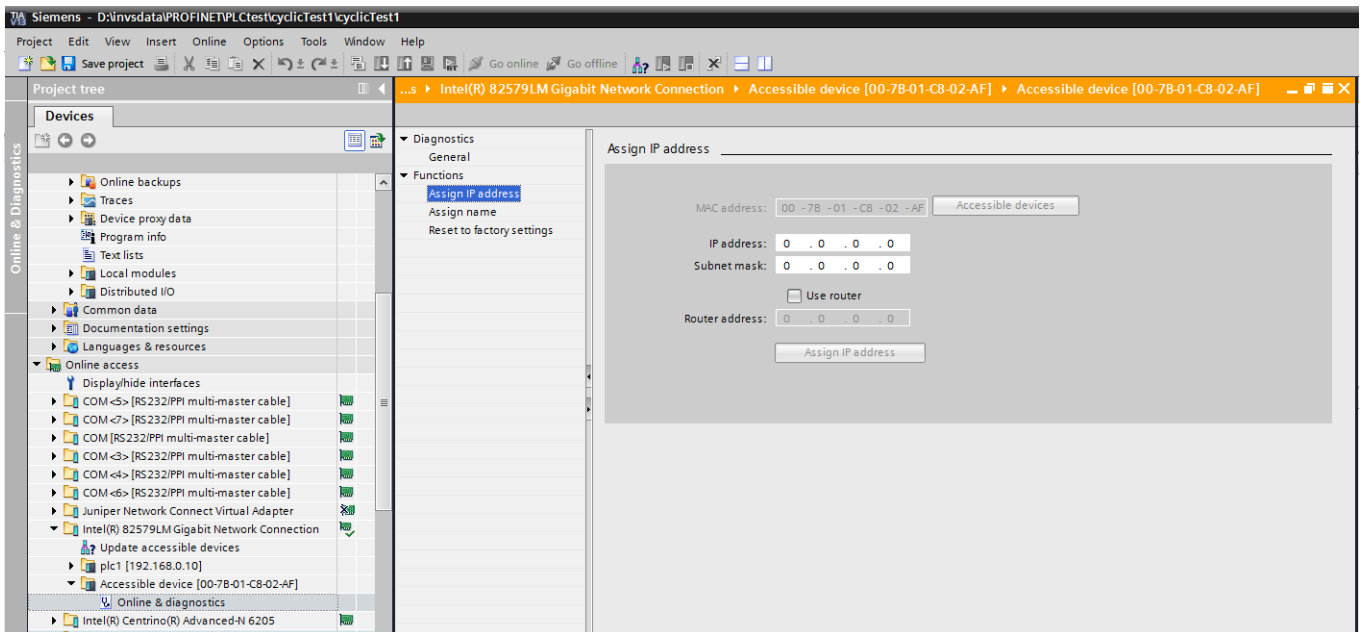 Siemens - D:\invsdata\PROFINET\PLCtest\cyclicTest1\cyclicTest1
Project Edit View Insert Online Options Tools Window Help
Save project Go online Go offline
Project tree
...s Intel(R) 82579LM Gigabit Network Connection Accessible device [00-7B-01-C8-02-AF] Accessible device [00-7B-01-C8-02-AF]
Devices
Online & Diagnostics
Online backups
Traces
Device proxy data
Program info
Text lists
Local modules
Distributed I/O
Common data
Documentation settings
Languages & resources
Online access
Display/hide interfaces
COM <5> [RS232/PPI multi-master cable]
COM <7> [RS232/PPI multi-master cable]
COM [RS232/PPI multi-master cable]
COM <3> [RS232/PPI multi-master cable]
COM <4> [RS232/PPI multi-master cable]
COM <6> [RS232/PPI multi-master cable]
Juniper Network Connect Virtual Adapter
Intel(R) 82579LM Gigabit Network Connection
Update accessible devices
plc1 [192.168.0.10]
Accessible device [00-7B-01-C8-02-AF]
Online & diagnostics
Intel(R) Centrino(R) Advanced-N 6205
Diagnostics
General
Functions
Assign IP address
Assign name
Reset to factory settings
Assign IP address
MAC address: 00 -7B -01 -C8 -02 -AF Accessible devices
IP address: 0 . 0 . 0 . 0
Subnet mask: 0 . 0 . 0 . 0
Use router
Router address: 0 . 0 . 0 . 0
Assign IP address